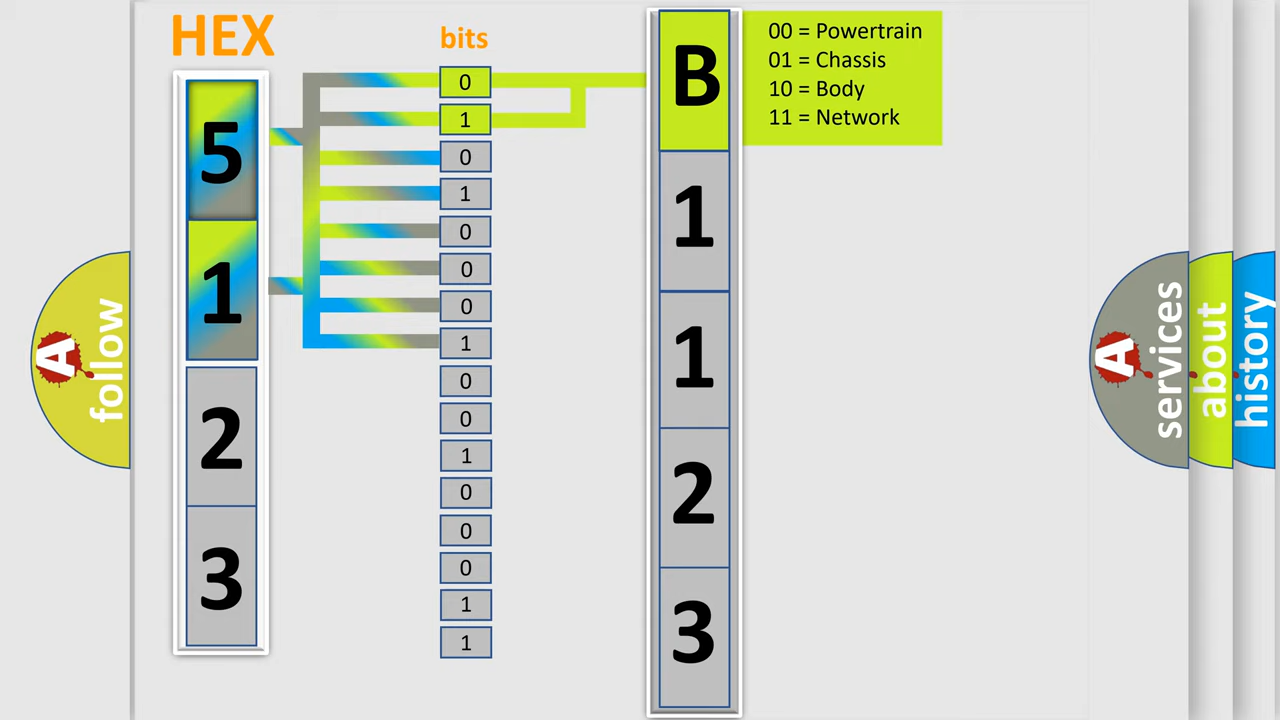 HEX
bits
5
1
2
3
0
1
0
1
0
0
0
1
0
0
1
0
0
0
1
1
B
1
1
2
3
00 = Powertrain
01 = Chassis
10 = Body
11 = Network
A
follow
A
services
about
history